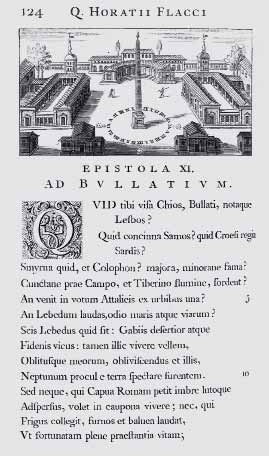 124 Q. HORATII FLACCI
EPISTOLA XI.
AD BVLLATIVM.
QVID tibi visa Chios, Bullati, notaque
Lesbos?
Quid concinna Samos? quid Croesi regia
Sardis?
Smyrna quid, et Colophon? majora, minorane fama?
Cunctane prae Campo, et Tiberino flumine, sordent?
An venit in votum Attalicis ex urbibus una? 5
An Lebedum laudas, odio maris atque viarum?
Scis Lebedus quid sit: Gabiis desertior atque
Fidenis vicus: tamen illic vivere vellem,
Oblitusque meorum, obliviscendus et illis,
Neptunum procul e terra spectare furentem. 10
Sed neque, qui Capua Romam petit imbre lutoque
Adspersus, volet in caupona vivere; nec, qui
Frigus collegit, furnos et balnea laudat,
Vt fortunatam plene praestantia vitam;